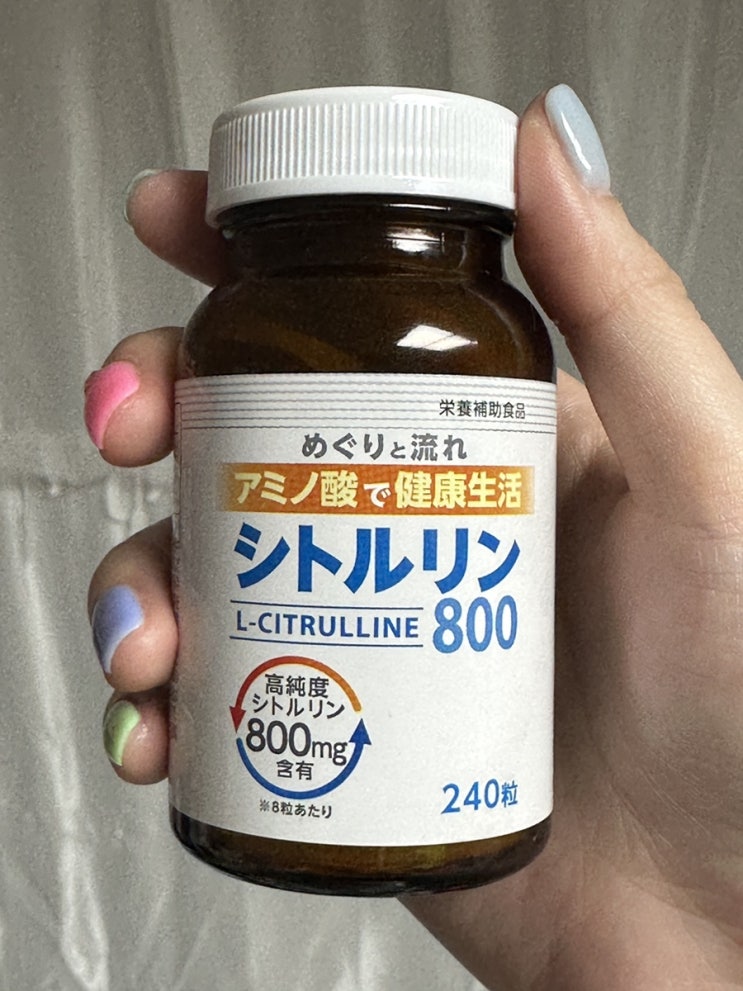 栄養補助食品
めぐりと流れ
アミノ酸で健康生活
シトルリン
L-CITRULLINE 800
高純度
シトルリン
800mg
含有
※8粒あたり
240粒